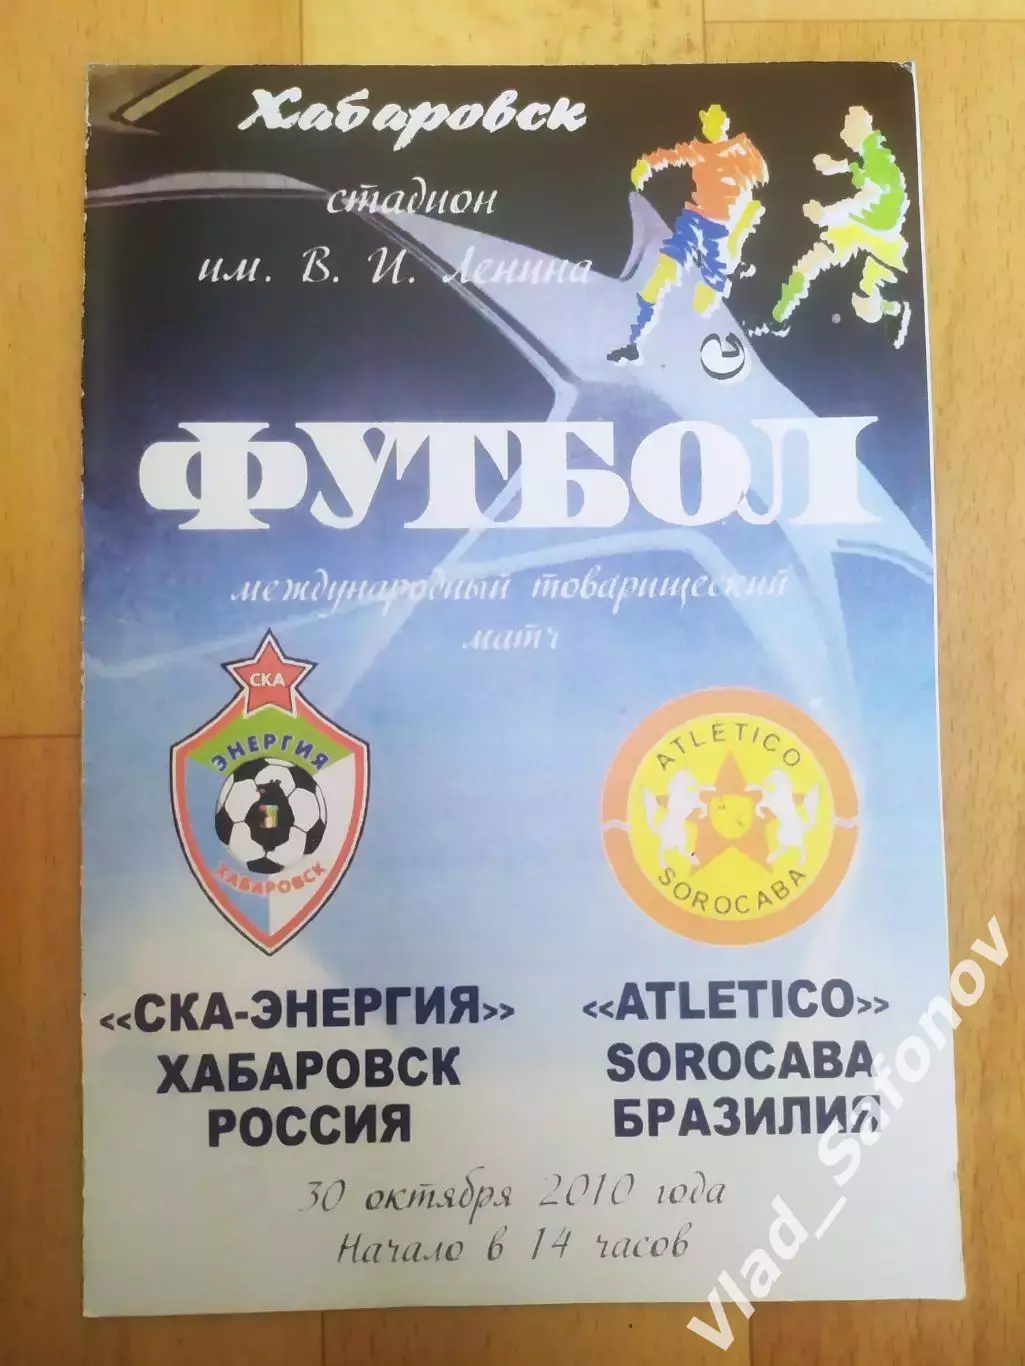 Хабаровск
стадион
им. В. И. Ленина
ФУТБОЛ
международный товарищеский
матч
СКА
ЭНЕРГИЯ
ХАБАРОВСК
ATLÉTICO
SOROCABA
«СКА-ЭНЕРГИЯ»
ХАБАРОВСК
РОССИЯ
«ATLETICO»
SOROCABA
БРАЗИЛИЯ
30 октября 2010 года
Начало в 14 часов
Vlad_Safonov